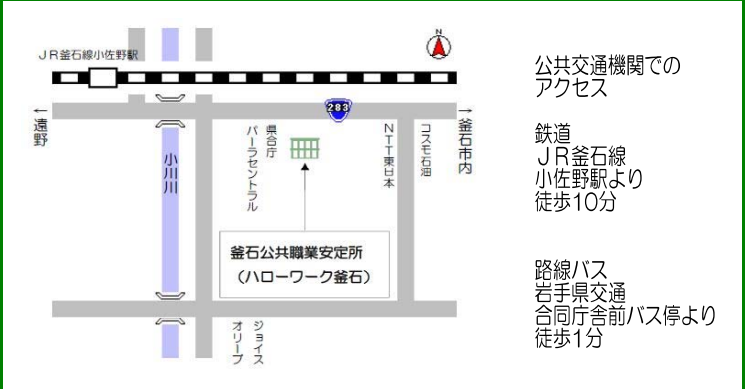 JR釜石線小佐野駅
N
283
←遠野
→釜石市内
小川川
県合庁
パーラセントラル
NTT東日本
コスモ石油
釜石公共職業安定所
(ハローワーク釜石)
ジョイス
オリーブ
公共交通機関での
アクセス
鉄道
JR釜石線
小佐野駅より
徒歩10分
路線バス
岩手県交通
合同庁舎前バス停より
徒歩1分